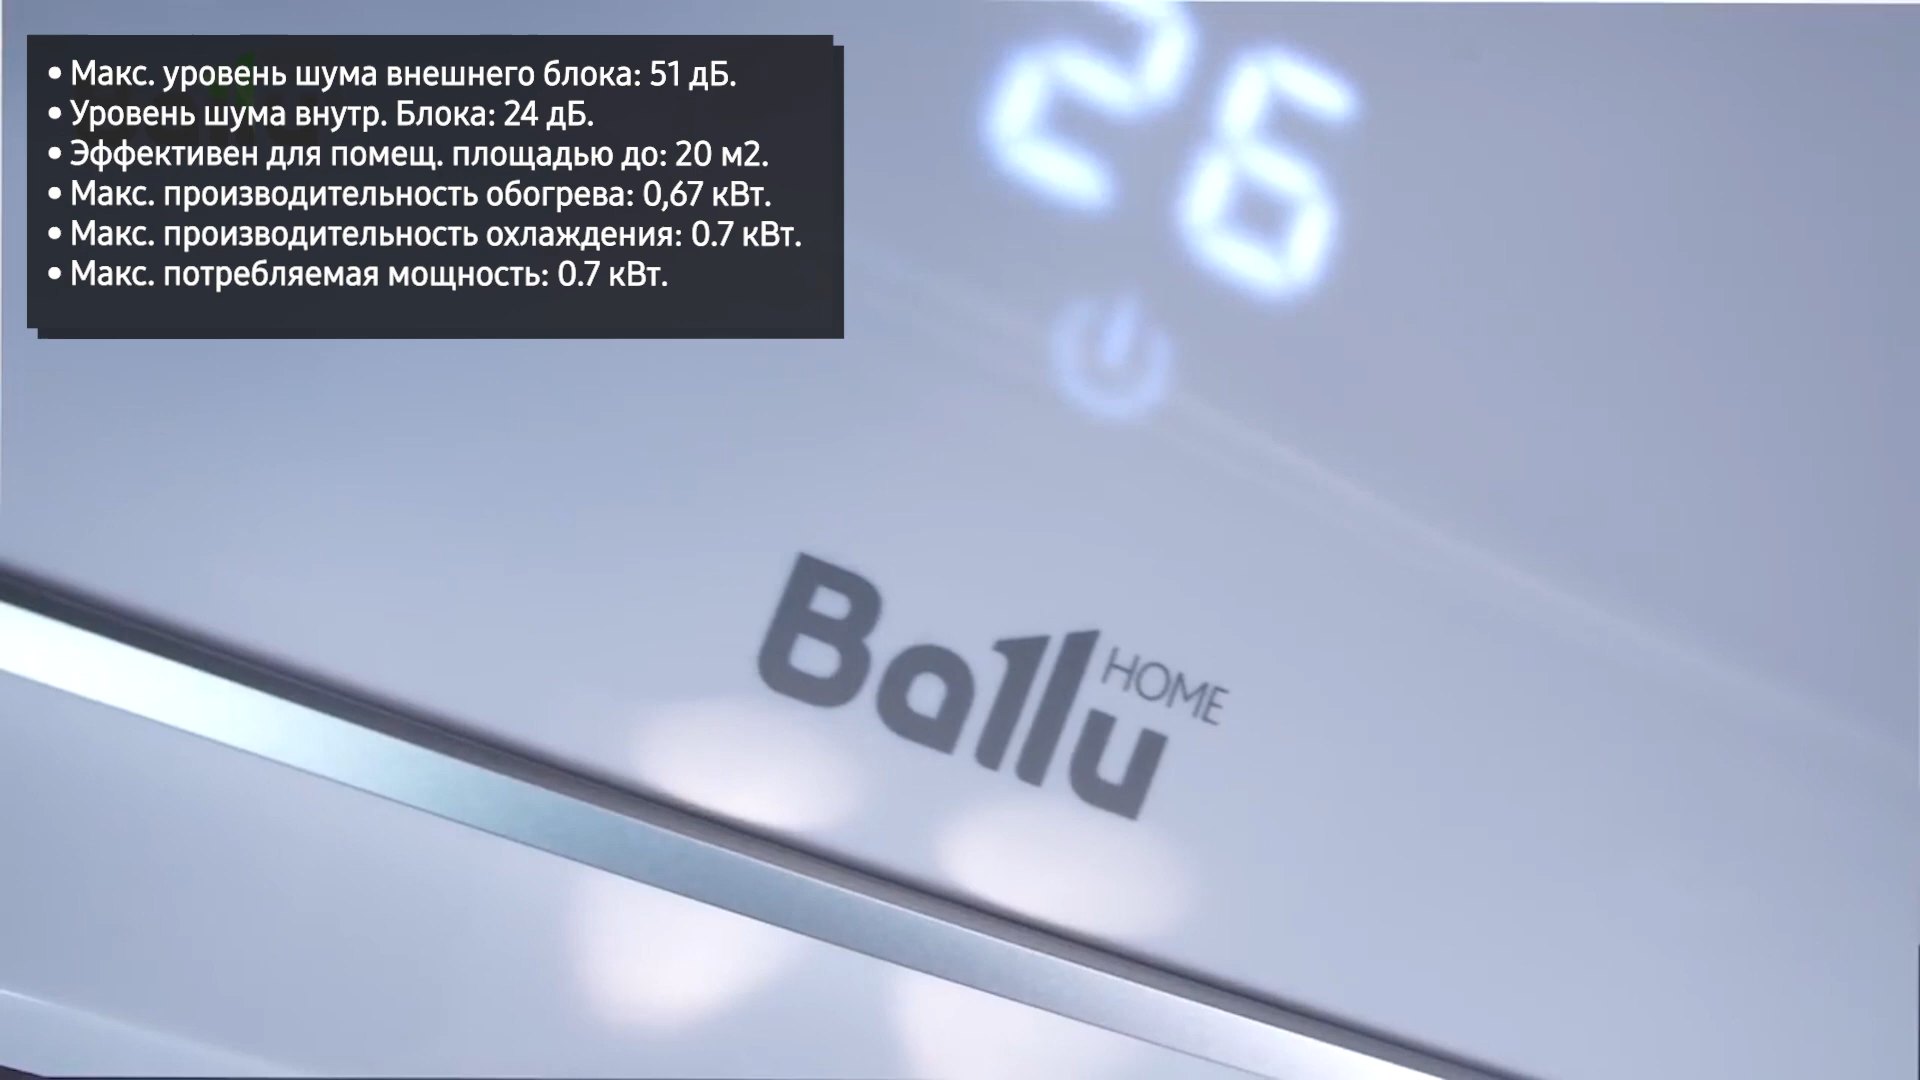 • Макс. уровень шума внешнего блока: 51 дБ.
• Уровень шума внутр. Блока: 24 дБ.
• Эффективен для помещ. площадью до: 20 м2.
• Макс. производительность обогрева: 0,67 кВт.
• Макс. производительность охлаждения: 0.7 кВт.
• Макс. потребляемая мощность: 0.7 кВт.
26
Ballu HOME